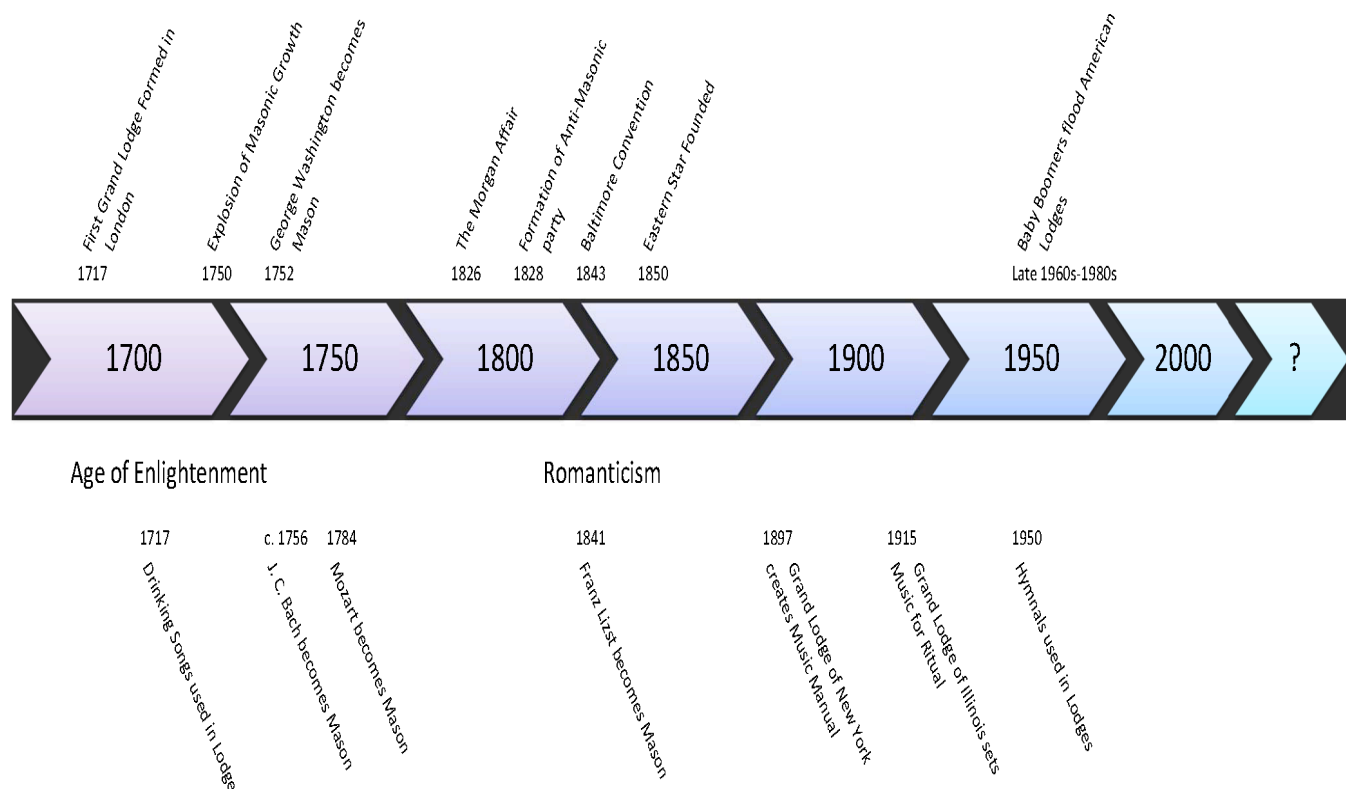 First Grand Lodge Formed in
London
1717
Explosion of Masonic Growth
1750
George Washington becomes
Mason
1752
The Morgan Affair
1826
Formation of Anti-Masonic
party
1828
Baltimore Convention
1843
Eastern Star Founded
1850
Baby Boomers flood American
Lodges
Late 1960s-1980s
1700
1750
1800
1850
1900
1950
2000
?
Age of Enlightenment
Romanticism
1717
Drinking Songs used in Lodge
c. 1756
J. C. Bach becomes Mason
1784
Mozart becomes Mason
1841
Franz Lizst becomes Mason
1897
Grand Lodge of New York
creates Music Manual
1915
Grand Lodge of Illinois sets
Music for Ritual
1950
Hymnals used in Lodges